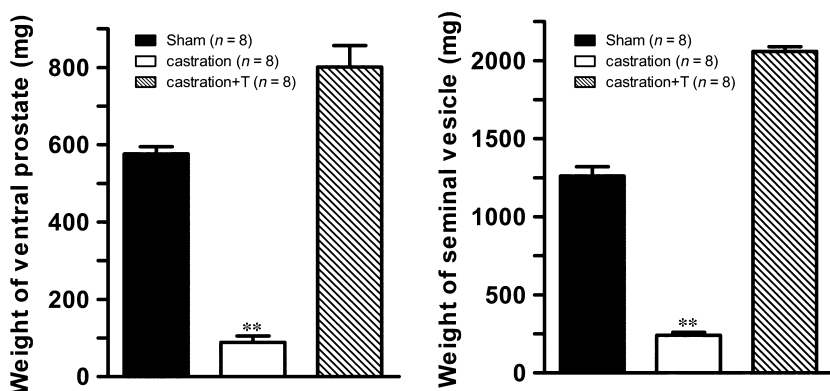 Weight of ventral prostate (mg)
800
600
400
200
0
Sham (n = 8)
castration (n = 8)
castration+T (n = 8)
**
Weight of seminal vesicle (mg)
2000
1500
1000
500
0
Sham (n = 8)
castration (n = 8)
castration+T (n = 8)
**